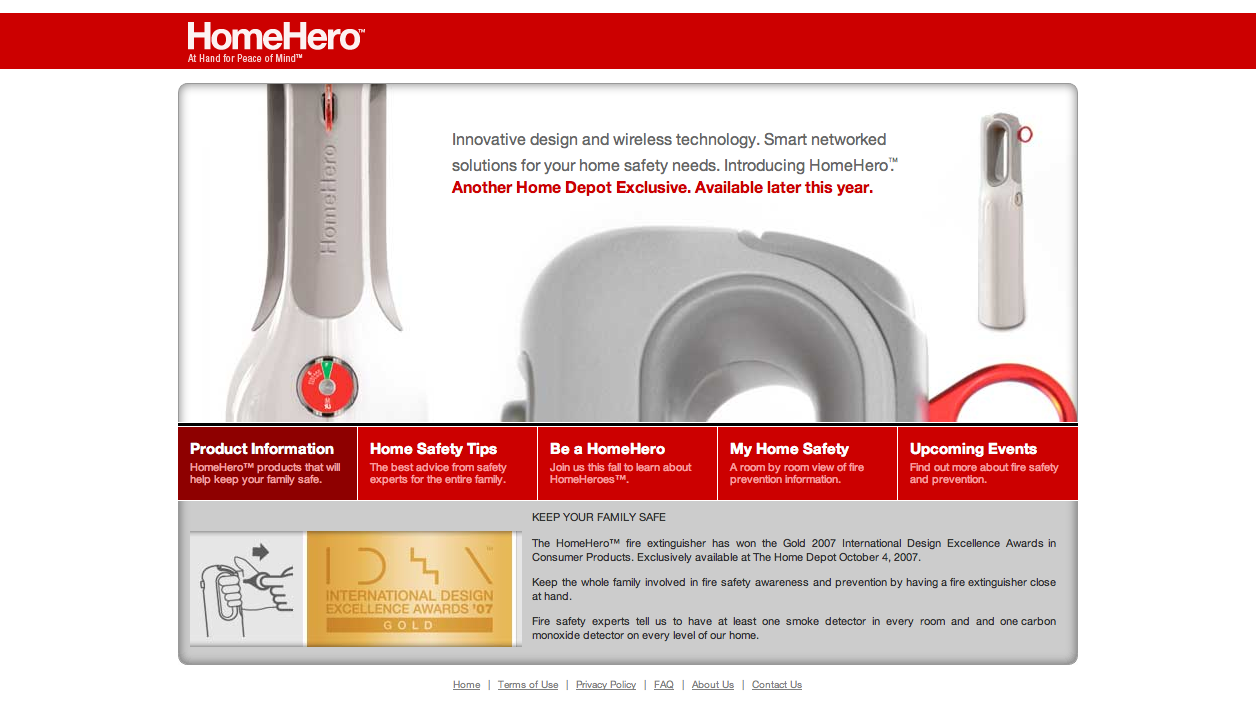 HomeHero™
At Hand for Peace of Mind™
Innovative design and wireless technology. Smart networked
solutions for your home safety needs. Introducing HomeHero.™
Another Home Depot Exclusive. Available later this year.
HomeHero
Product Information
HomeHero™ products that will
help keep your family safe.
Home Safety Tips
The best advice from safety
experts for the entire family.
Be a HomeHero
Join us this fall to learn about
HomeHeroes™.
My Home Safety
A room by room view of fire
prevention information.
Upcoming Events
Find out more about fire safety
and prevention.
INTERNATIONAL DESIGN
EXCELLENCE AWARDS '07
GOLD
KEEP YOUR FAMILY SAFE
The HomeHero™ fire extinguisher has won the Gold 2007 International Design Excellence Awards in
Consumer Products. Exclusively available at The Home Depot October 4, 2007.
Keep the whole family involved in fire safety awareness and prevention by having a fire extinguisher close
at hand.
Fire safety experts tell us to have at least one smoke detector in every room and and one carbon
monoxide detector on every level of our home.
Home | Terms of Use | Privacy Policy | FAQ | About Us | Contact Us